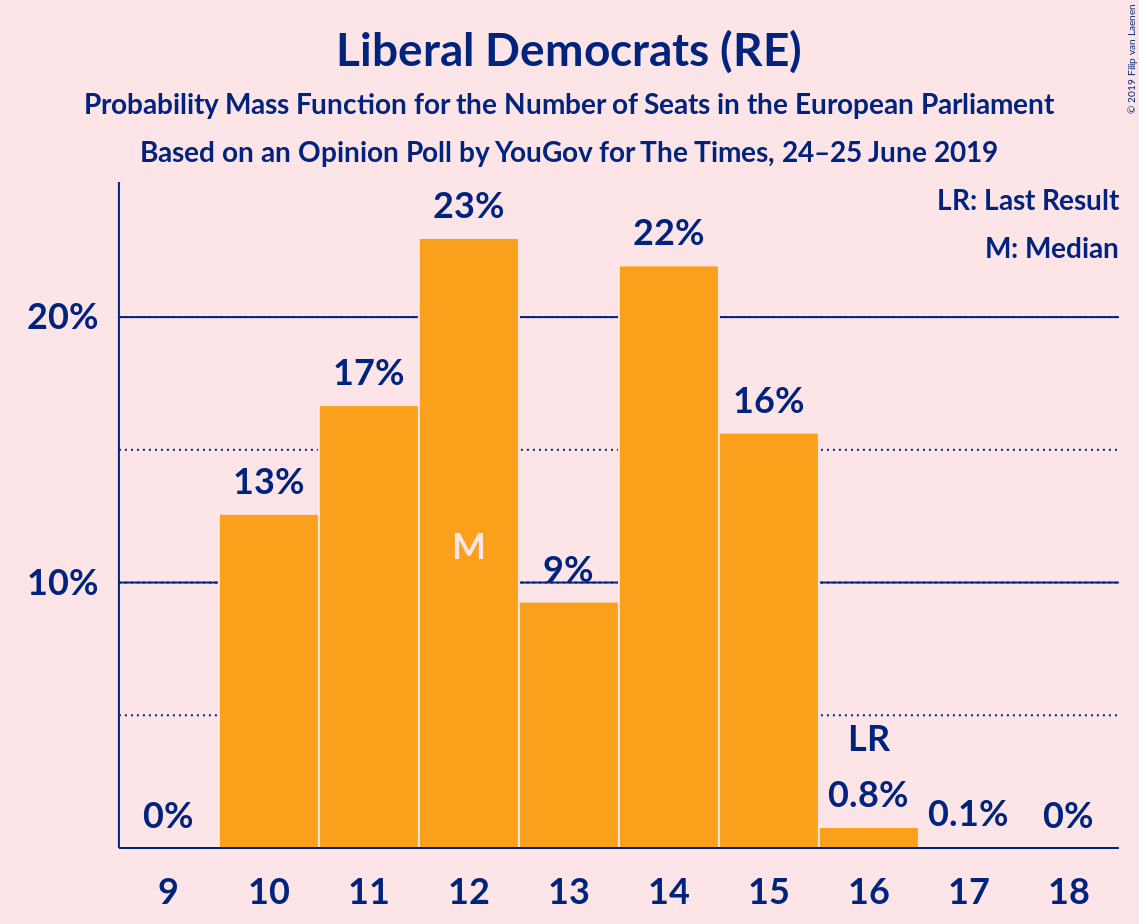 Liberal Democrats (RE)
Probability Mass Function for the Number of Seats in the European Parliament
Based on an Opinion Poll by YouGov for The Times, 24–25 June 2019
© 2019 Filip van Laenen
LR: Last Result
M: Median
23%
22%
20%
17%
16%
13%
M
9%
10%
LR
0%
0.8%
0.1%
0%
9 10 11 12 13 14 15 16 17 18